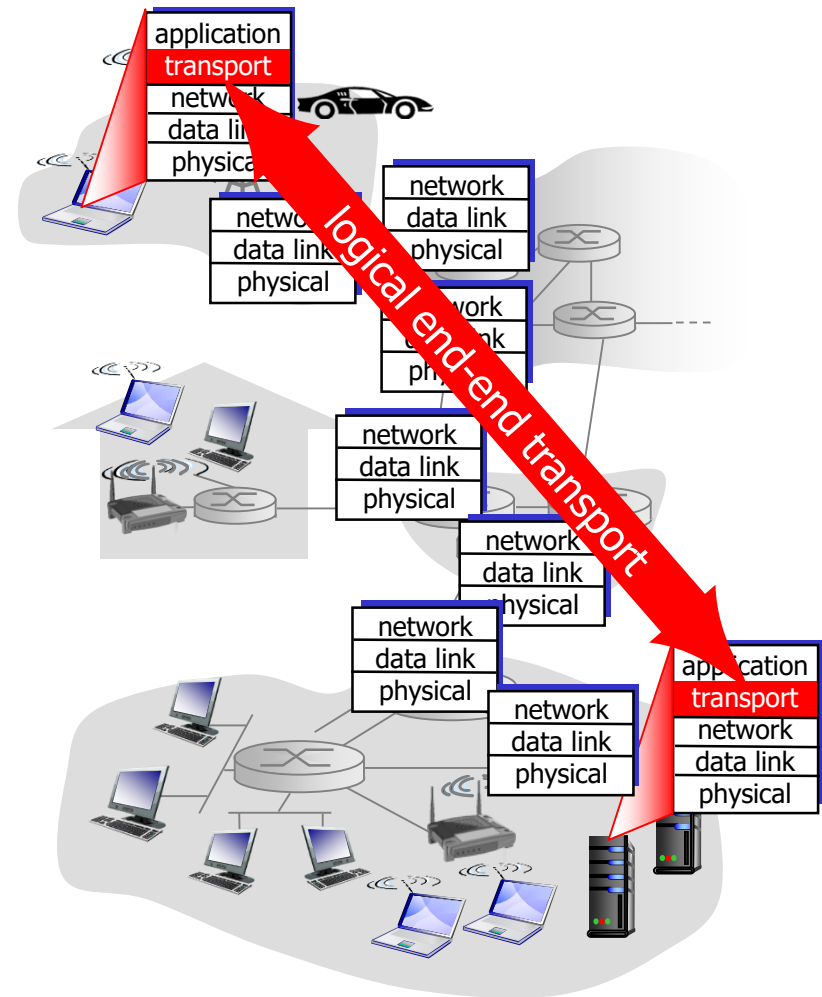 application
transport
network
data li
physica
network
data link
physical
network
data link
physical
logical end-end transport
network
data link
physical
network
data link
physical
network
data link
physical
network
data link
physical
application
transport
network
data link
physical